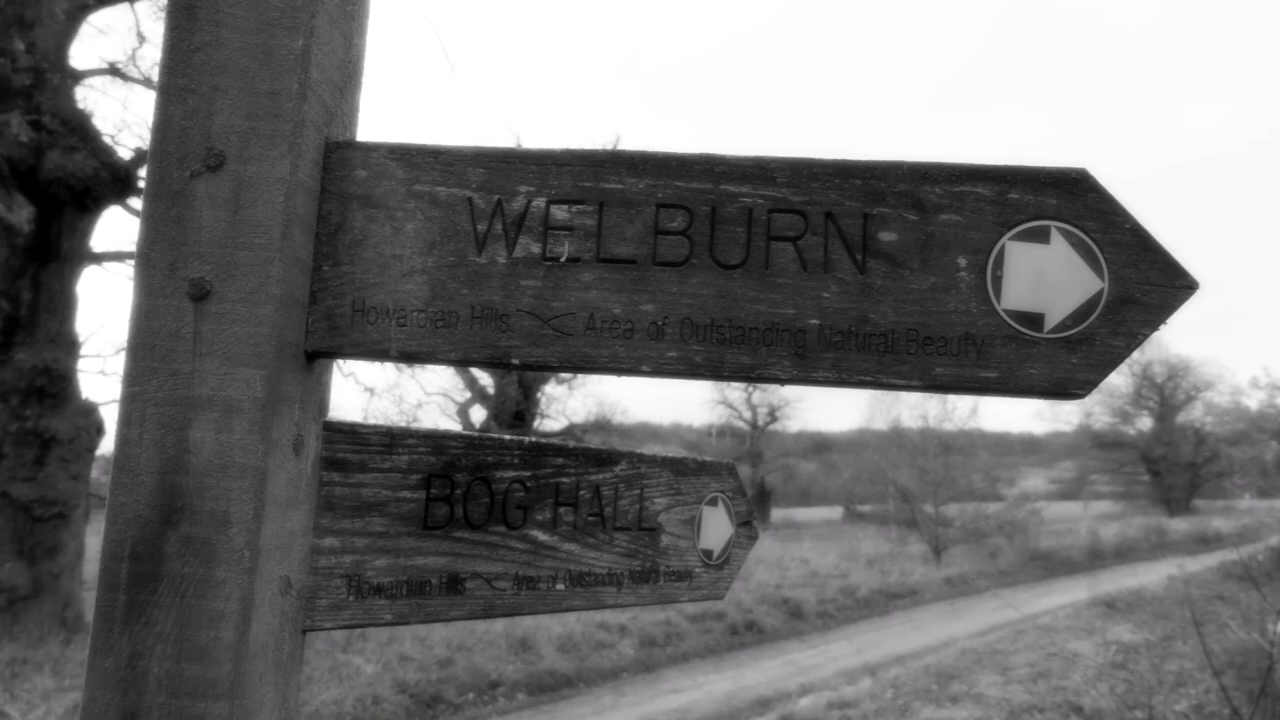 WELBURN
Howardian Hills Area of Outstanding Natural Beauty
BOG HALL
Howardian Hills Area of Outstanding Natural Beauty